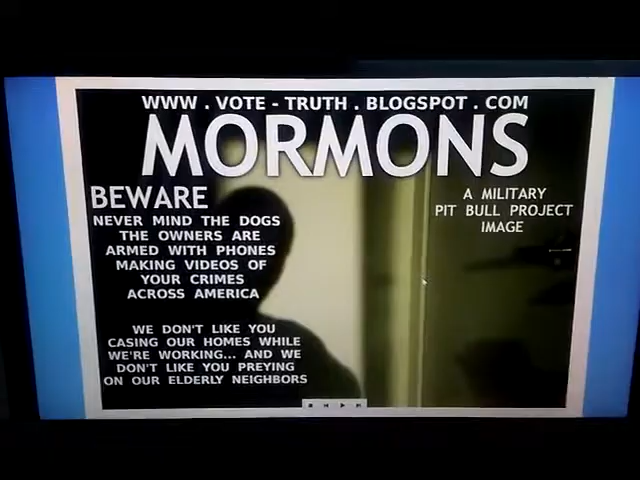 WWW . VOTE - TRUTH . BLOGSPOT . COM
MORMONS
BEWARE
NEVER MIND THE DOGS
THE OWNERS ARE
ARMED WITH PHONES
MAKING VIDEOS OF
YOUR CRIMES
ACROSS AMERICA
WE DON'T LIKE YOU
CASING OUR HOMES WHILE
WE'RE WORKING... AND WE
DON'T LIKE YOU PREYING
ON OUR ELDERLY NEIGHBORS
A MILITARY
PIT BULL PROJECT
IMAGE